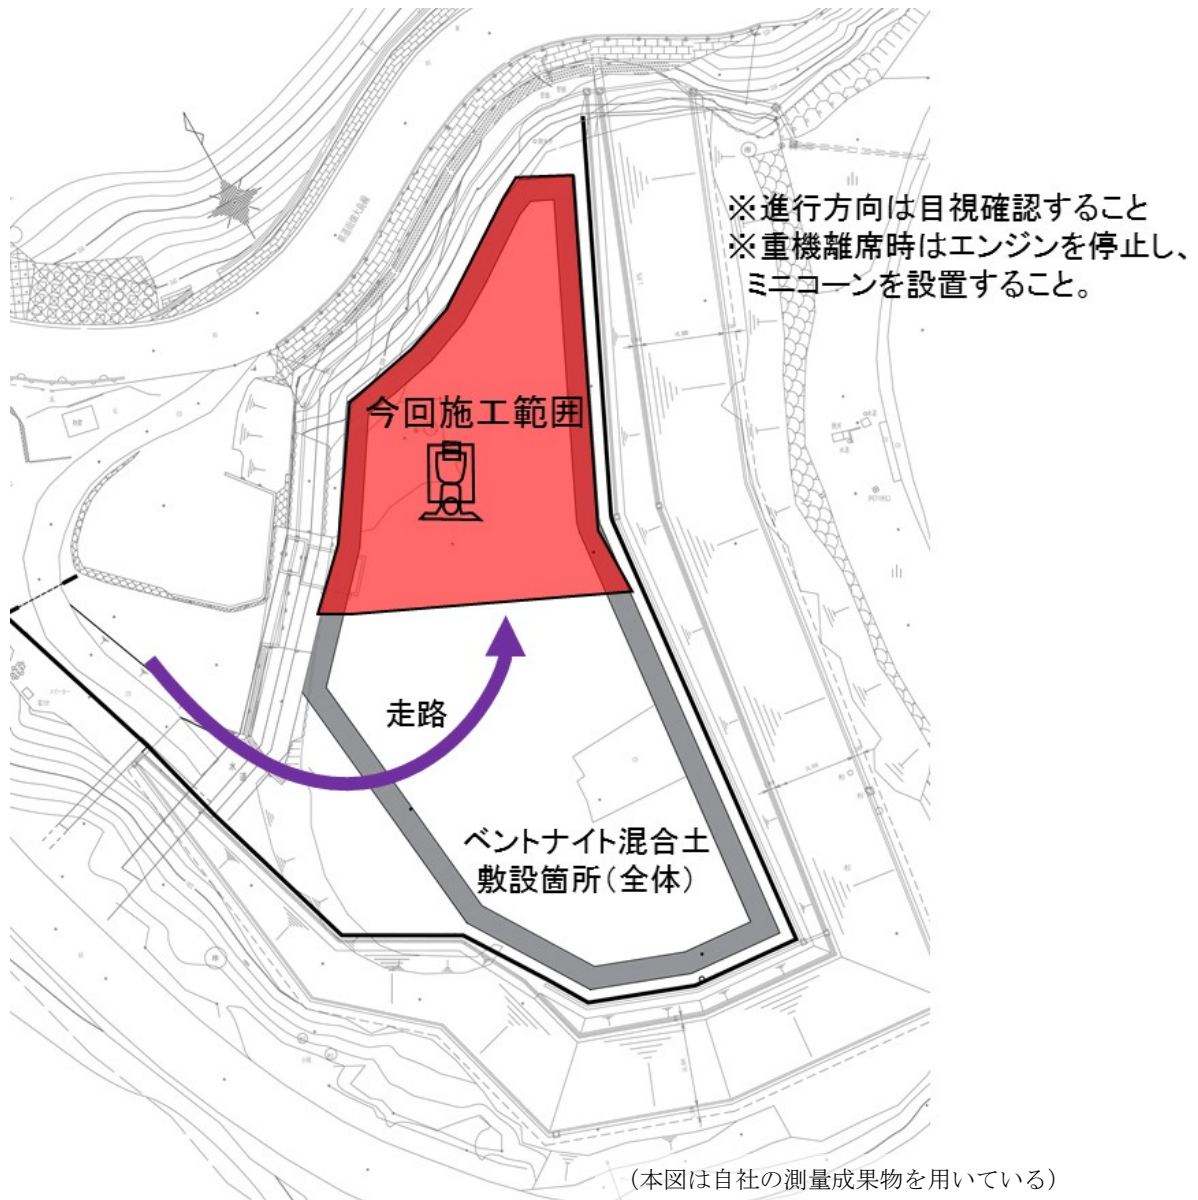 ※進行方向は目視確認すること
※重機離席時はエンジンを停止し、
ミニコーンを設置すること。
今回施工範囲
走路
水道
ベントナイト混合土
敷設箇所(全体)
(本図は自社の測量成果物を用いている)